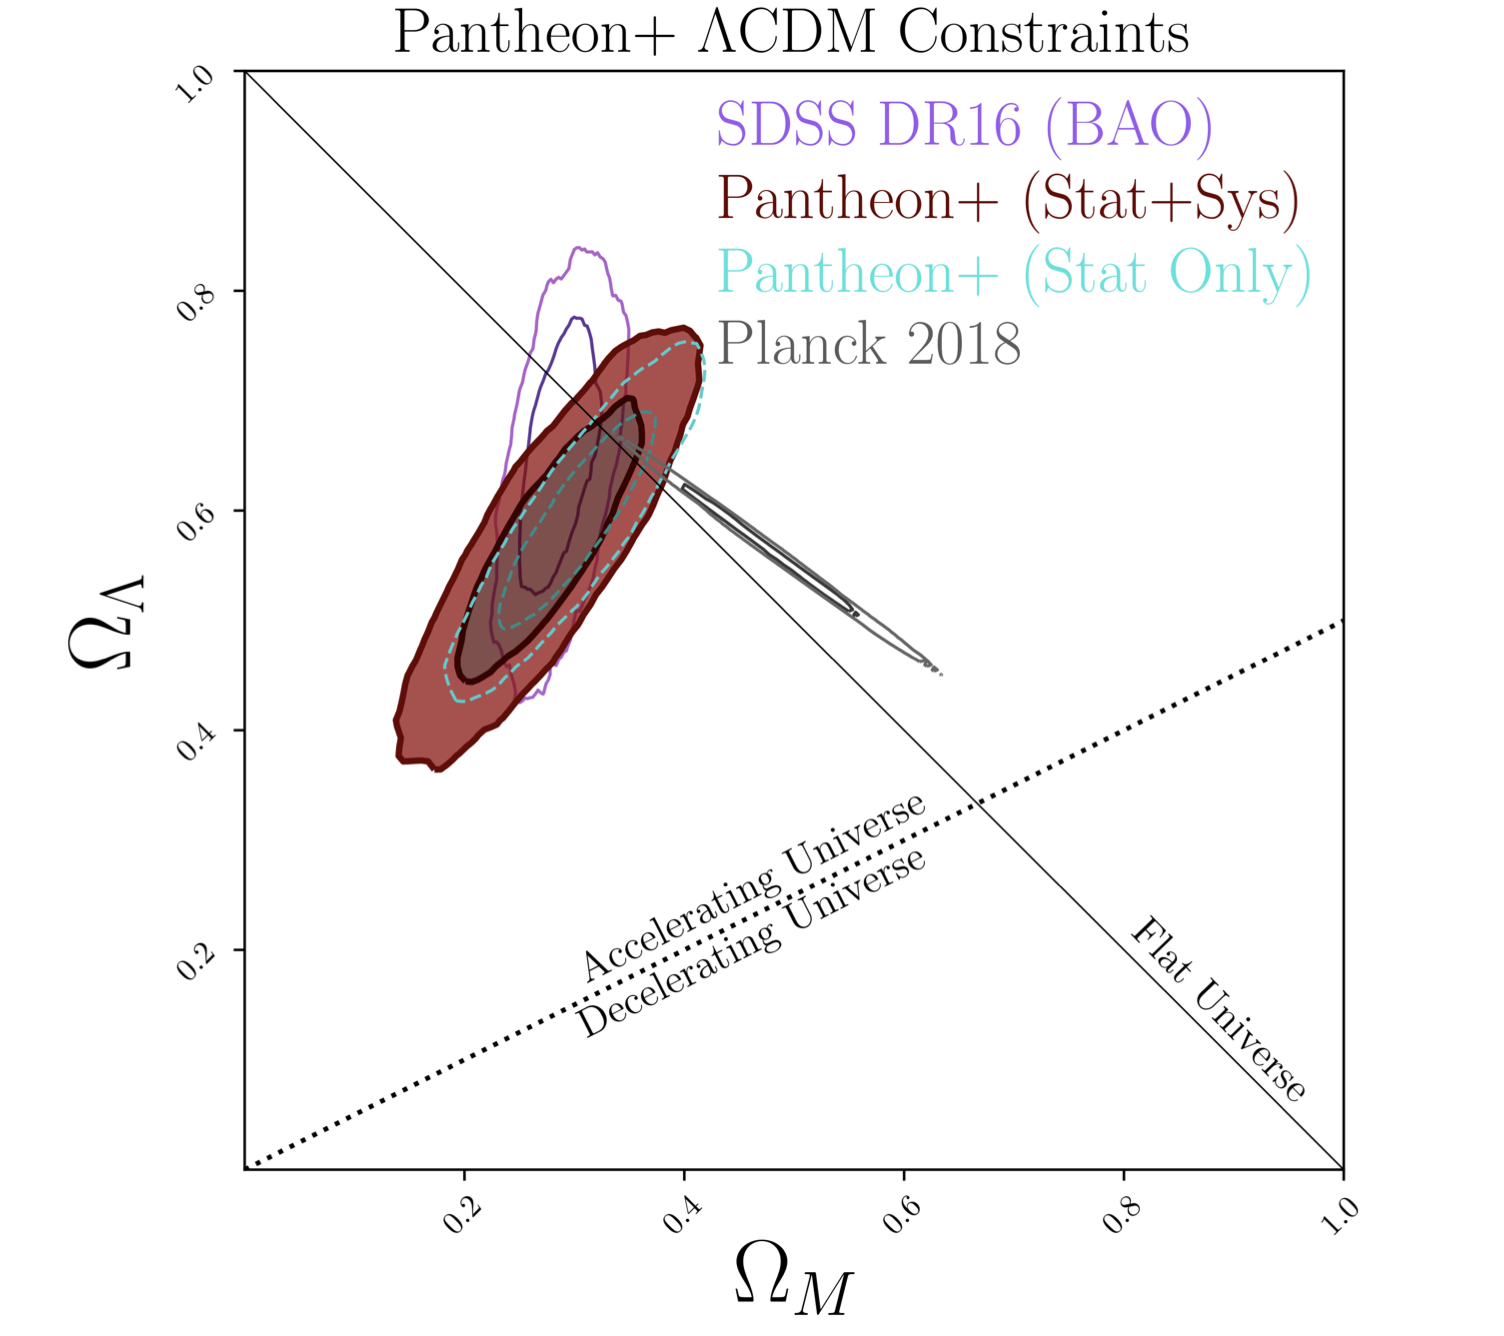 Pantheon+ ΛCDM Constraints
SDSS DR16 (BAO)
Pantheon+ (Stat+Sys)
Pantheon+ (Stat Only)
Planck 2018
1.0
0.8
0.6
0.4
0.2
Ω_Λ
Accelerating Universe
Decelerating Universe
Flat Universe
0.2
0.4
0.6
0.8
1.0
Ω_M